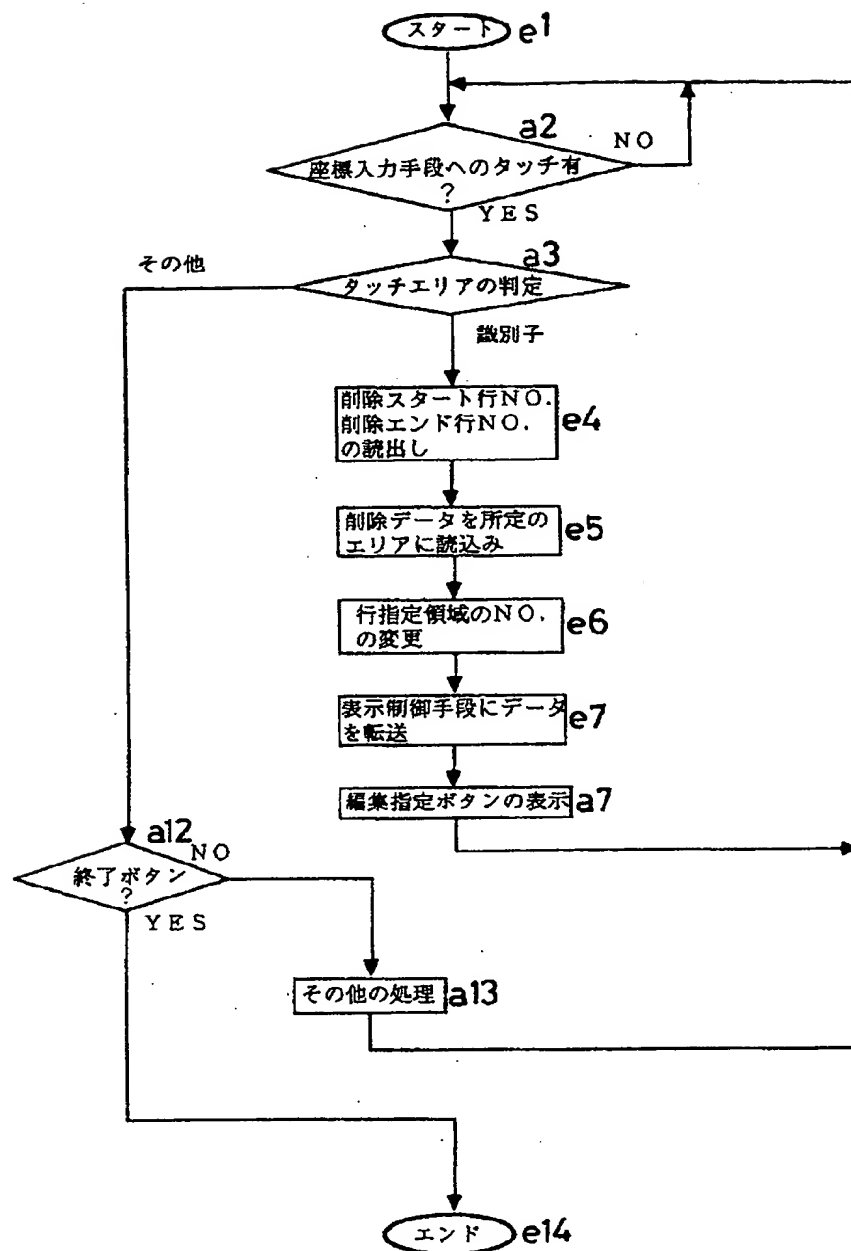 スタート e1
a2
NO
座標入力手段へのタッチ有
?
YES
a3
その他
タッチエリアの判定
識別子
削除スタート行NO.
削除エンド行NO.
の読出し
e4
削除データを所定の
エリアに読込み
e5
行指定領域のNO.
の変更
e6
表示制御手段にデータ
を転送
e7
編集指定ボタンの表示 a7
a12
NO
終了ボタン
?
YES
その他の処理 a13
エンド e14